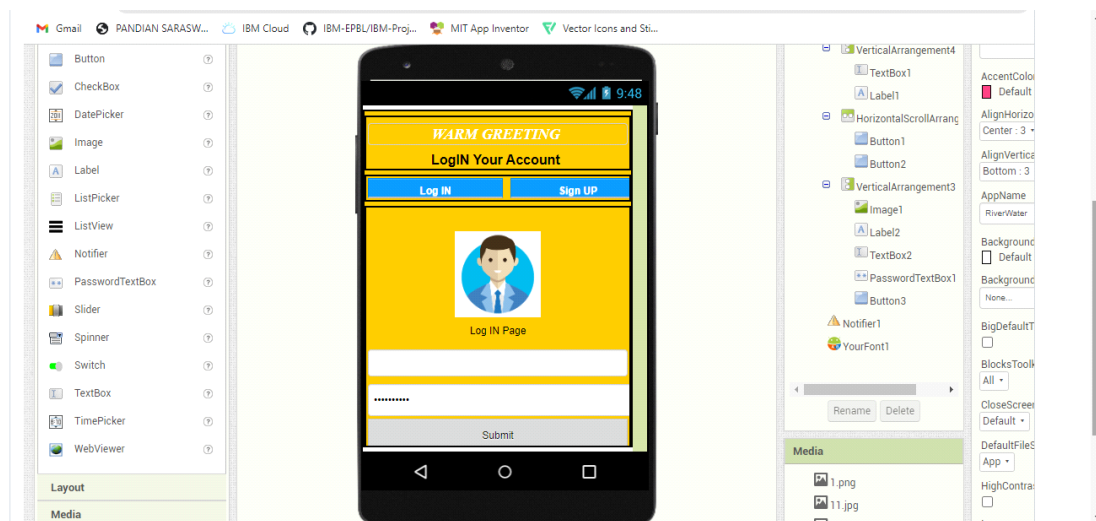 Gmail PANDIAN SARASW... IBM Cloud IBM-EPBL/IBM-Proj... MIT App Inventor Vector Icons and Sti...
Button
CheckBox
DatePicker
Image
Label
ListPicker
ListView
Notifier
PasswordTextBox
Slider
Spinner
Switch
TextBox
TimePicker
WebViewer
Layout
Media
9:48
WARM GREETING
LogIN Your Account
Log IN Sign UP
Log IN Page
••••••••••
Submit
VerticalArrangement4
TextBox1
Label1
HorizontalScrollArrang
Button1
Button2
VerticalArrangement3
Image1
Label2
TextBox2
PasswordTextBox1
Button3
Notifier1
YourFont1
Rename Delete
Media
1.png
11.jpg
AccentColo
Default
AlignHorizo
Center : 3
AlignVertica
Bottom : 3
AppName
RiverWater
Background
Default
Background
None...
BigDefaultT
BlocksToolk
All
CloseScreen
Default
DefaultFileS
App
HighContra